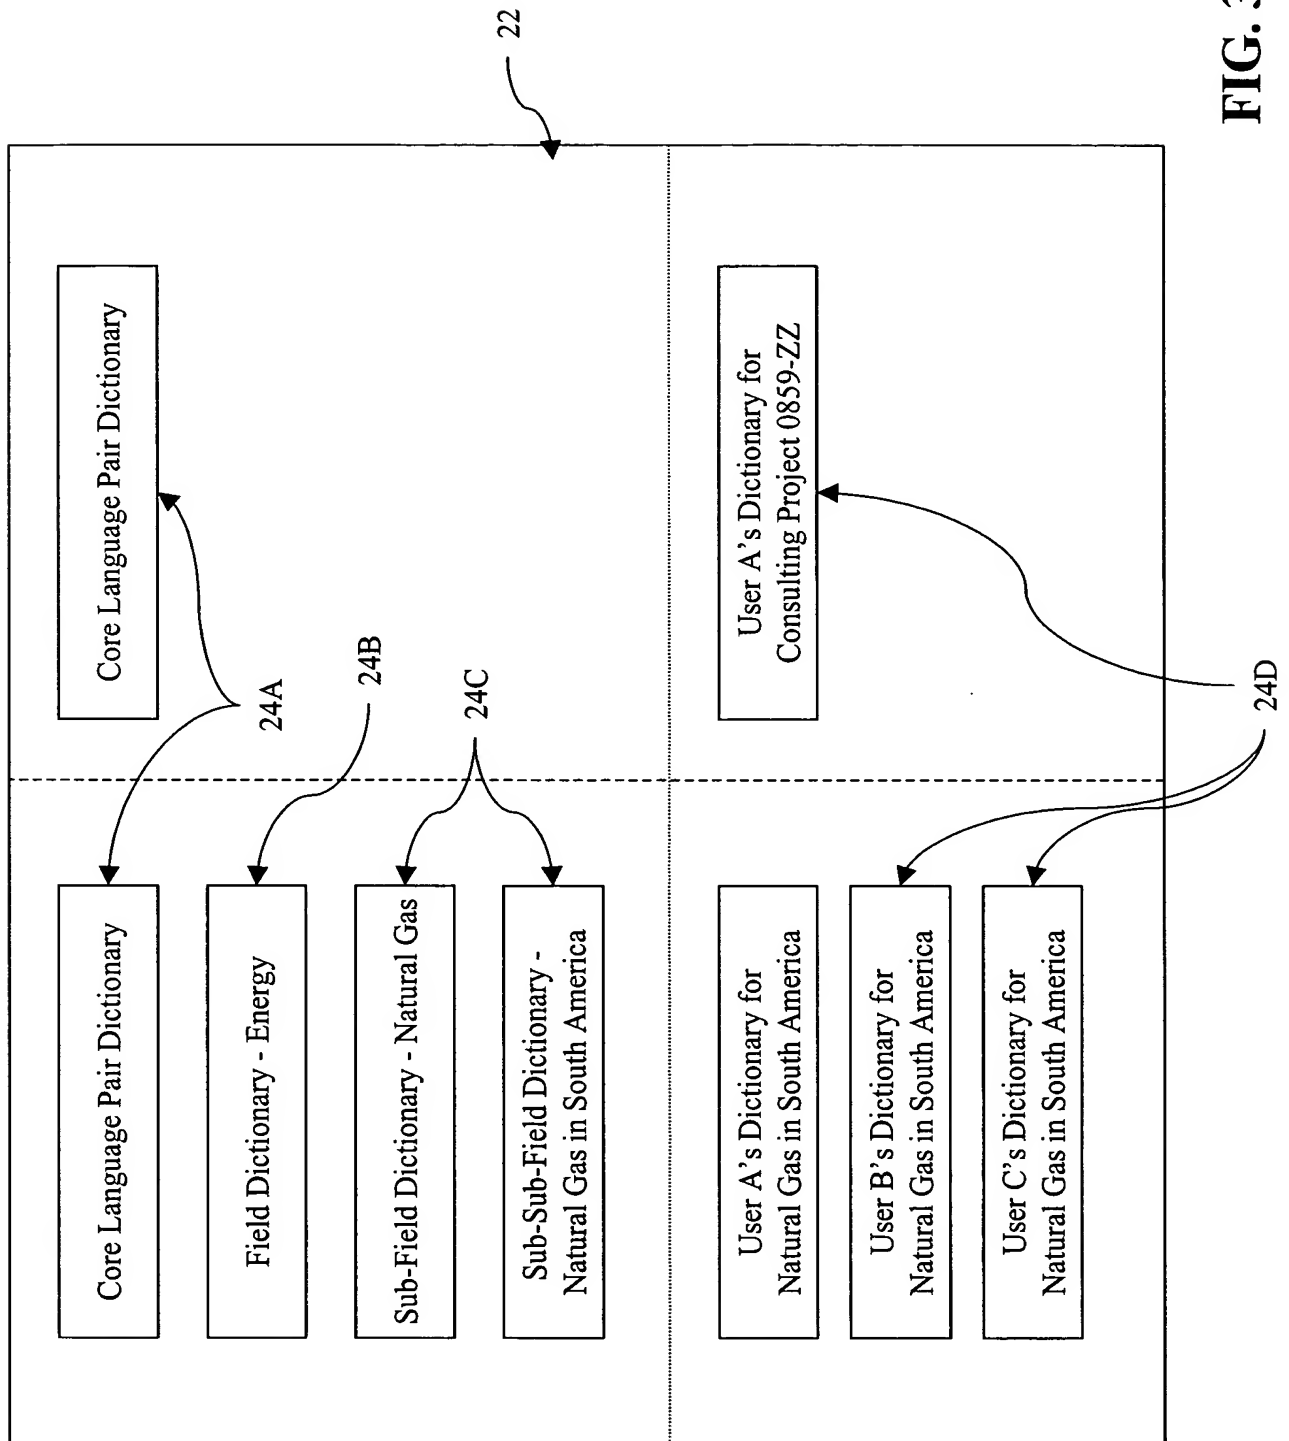 22
Core Language Pair Dictionary
Core Language Pair Dictionary
24A
Field Dictionary - Energy
24B
Sub-Field Dictionary - Natural Gas
24C
Sub-Sub-Field Dictionary -
Natural Gas in South America
User A's Dictionary for
Natural Gas in South America
User A's Dictionary for
Consulting Project 0859-ZZ
User B's Dictionary for
Natural Gas in South America
User C's Dictionary for
Natural Gas in South America
24D
FIG. 3